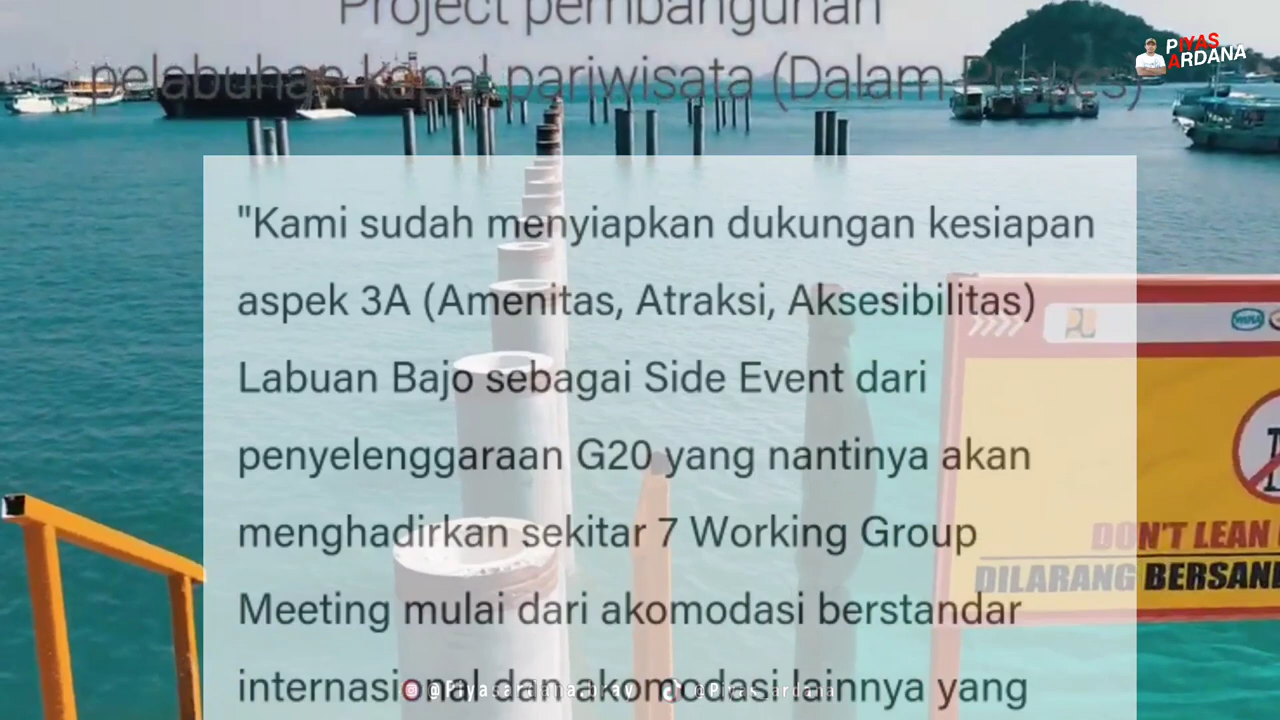 Project pembangunan
pelabuhan kapal pariwisata (Dalam Proses)
PIYAS
ARDANA
"Kami sudah menyiapkan dukungan kesiapan
aspek 3A (Amenitas, Atraksi, Aksesibilitas)
Labuan Bajo sebagai Side Event dari
penyelenggaraan G20 yang nantinya akan
menghadirkan sekitar 7 Working Group
Meeting mulai dari akomodasi berstandar
internasional dan akomodasi lainnya yang
DON'T LEAN
DILARANG BERSAN